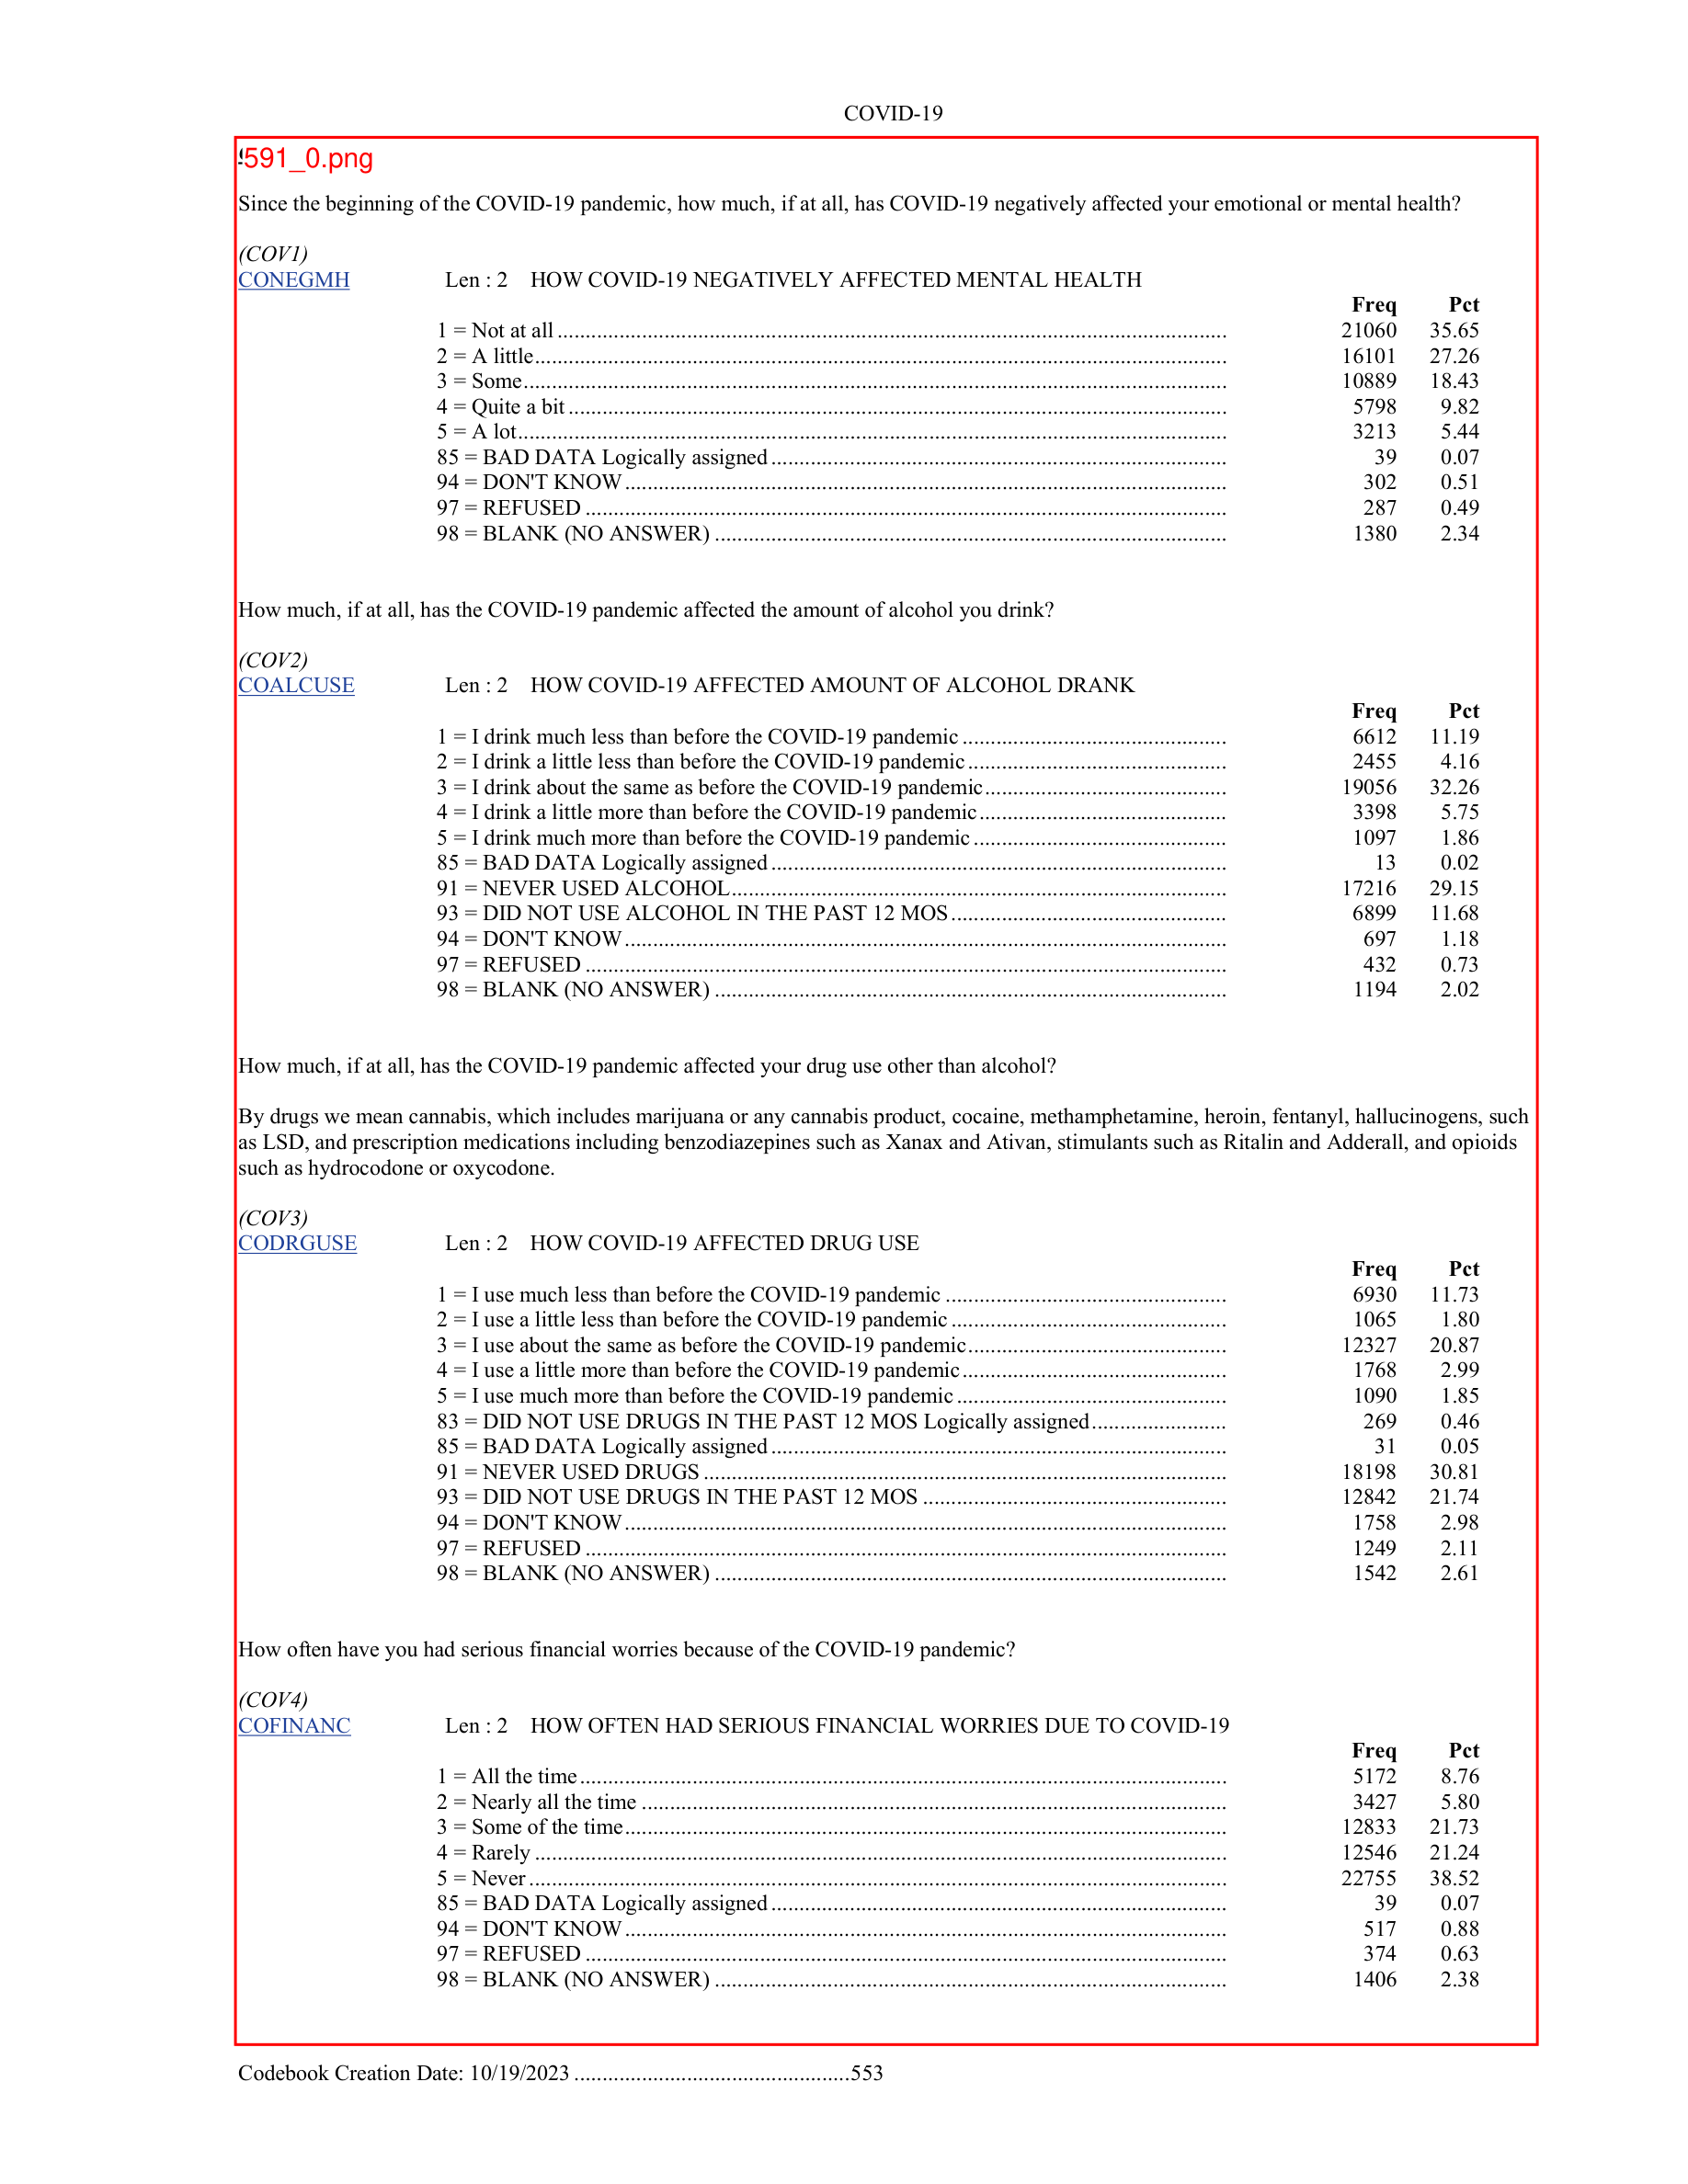 COVID-19
591_0.png
Since the beginning of the COVID-19 pandemic, how much, if at all, has COVID-19 negatively affected your emotional or mental health?
(COV1)
CONEGMH Len : 2 HOW COVID-19 NEGATIVELY AFFECTED MENTAL HEALTH
Freq Pct
1 = Not at all ........ 21060 35.65
2 = A little ........ 16101 27.26
3 = Some ........ 10889 18.43
4 = Quite a bit ........ 5798 9.82
5 = A lot ........ 3213 5.44
85 = BAD DATA Logically assigned ........ 39 0.07
94 = DON'T KNOW ........ 302 0.51
97 = REFUSED ........ 287 0.49
98 = BLANK (NO ANSWER) ........ 1380 2.34
How much, if at all, has the COVID-19 pandemic affected the amount of alcohol you drink?
(COV2)
COALCUSE Len : 2 HOW COVID-19 AFFECTED AMOUNT OF ALCOHOL DRANK
Freq Pct
1 = I drink much less than before the COVID-19 pandemic ........ 6612 11.19
2 = I drink a little less than before the COVID-19 pandemic ........ 2455 4.16
3 = I drink about the same as before the COVID-19 pandemic ........ 19056 32.26
4 = I drink a little more than before the COVID-19 pandemic ........ 3398 5.75
5 = I drink much more than before the COVID-19 pandemic ........ 1097 1.86
85 = BAD DATA Logically assigned ........ 13 0.02
91 = NEVER USED ALCOHOL ........ 17216 29.15
93 = DID NOT USE ALCOHOL IN THE PAST 12 MOS ........ 6899 11.68
94 = DON'T KNOW ........ 697 1.18
97 = REFUSED ........ 432 0.73
98 = BLANK (NO ANSWER) ........ 1194 2.02
How much, if at all, has the COVID-19 pandemic affected your drug use other than alcohol?
By drugs we mean cannabis, which includes marijuana or any cannabis product, cocaine, methamphetamine, heroin, fentanyl, hallucinogens, such
as LSD, and prescription medications including benzodiazepines such as Xanax and Ativan, stimulants such as Ritalin and Adderall, and opioids
such as hydrocodone or oxycodone.
(COV3)
CODRGUSE Len : 2 HOW COVID-19 AFFECTED DRUG USE
Freq Pct
1 = I use much less than before the COVID-19 pandemic ........ 6930 11.73
2 = I use a little less than before the COVID-19 pandemic ........ 1065 1.80
3 = I use about the same as before the COVID-19 pandemic ........ 12327 20.87
4 = I use a little more than before the COVID-19 pandemic ........ 1768 2.99
5 = I use much more than before the COVID-19 pandemic ........ 1090 1.85
83 = DID NOT USE DRUGS IN THE PAST 12 MOS Logically assigned ........ 269 0.46
85 = BAD DATA Logically assigned ........ 31 0.05
91 = NEVER USED DRUGS ........ 18198 30.81
93 = DID NOT USE DRUGS IN THE PAST 12 MOS ........ 12842 21.74
94 = DON'T KNOW ........ 1758 2.98
97 = REFUSED ........ 1249 2.11
98 = BLANK (NO ANSWER) ........ 1542 2.61
How often have you had serious financial worries because of the COVID-19 pandemic?
(COV4)
COFINANC Len : 2 HOW OFTEN HAD SERIOUS FINANCIAL WORRIES DUE TO COVID-19
Freq Pct
1 = All the time ........ 5172 8.76
2 = Nearly all the time ........ 3427 5.80
3 = Some of the time ........ 12833 21.73
4 = Rarely ........ 12546 21.24
5 = Never ........ 22755 38.52
85 = BAD DATA Logically assigned ........ 39 0.07
94 = DON'T KNOW ........ 517 0.88
97 = REFUSED ........ 374 0.63
98 = BLANK (NO ANSWER) ........ 1406 2.38
Codebook Creation Date: 10/19/2023 ........ 553